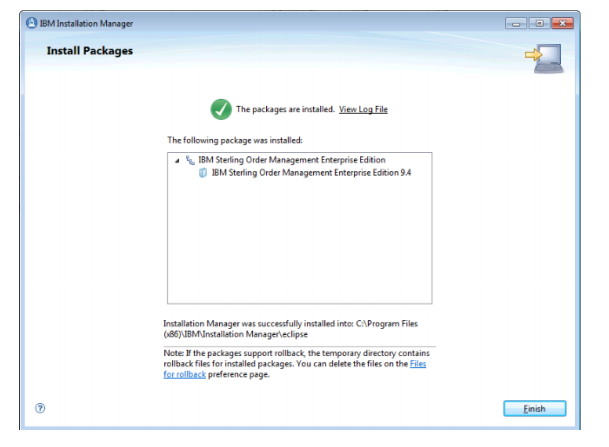 IBM Installation Manager
Install Packages
The packages are installed. View Log File
The following package was installed:
IBM Sterling Order Management Enterprise Edition
IBM Sterling Order Management Enterprise Edition 9.4
Installation Manager was successfully installed into: C:\Program Files
(x86)\IBM\Installation Manager\eclipse
Note: If the packages support rollback, the temporary directory contains
rollback files for installed packages. You can delete the files on the Files
for rollback preference page.
?
Finish